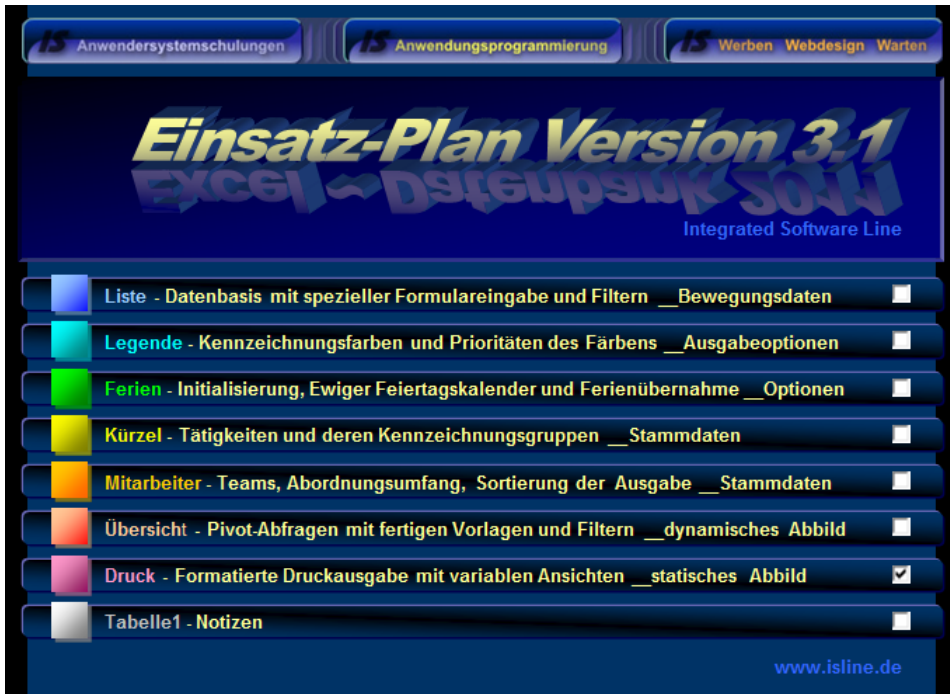 IS Anwendersystemschulungen IS Anwendungsprogrammierung IS Werben Webdesign Warten
Einsatz-Plan Version 3.1
Excel ~ Datenbank 2011
Integrated Software Line
Liste - Datenbasis mit spezieller Formulareingabe und Filtern __Bewegungsdaten
Legende - Kennzeichnungsfarben und Prioritäten des Färbens __Ausgabeoptionen
Ferien - Initialisierung, Ewiger Feiertagskalender und Ferienübernahme __Optionen
Kürzel - Tätigkeiten und deren Kennzeichnungsgruppen __Stammdaten
Mitarbeiter - Teams, Abordnungsumfang, Sortierung der Ausgabe __Stammdaten
Übersicht - Pivot-Abfragen mit fertigen Vorlagen und Filtern __dynamisches Abbild
Druck - Formatierte Druckausgabe mit variablen Ansichten __statisches Abbild
Tabelle1 - Notizen
www.isline.de